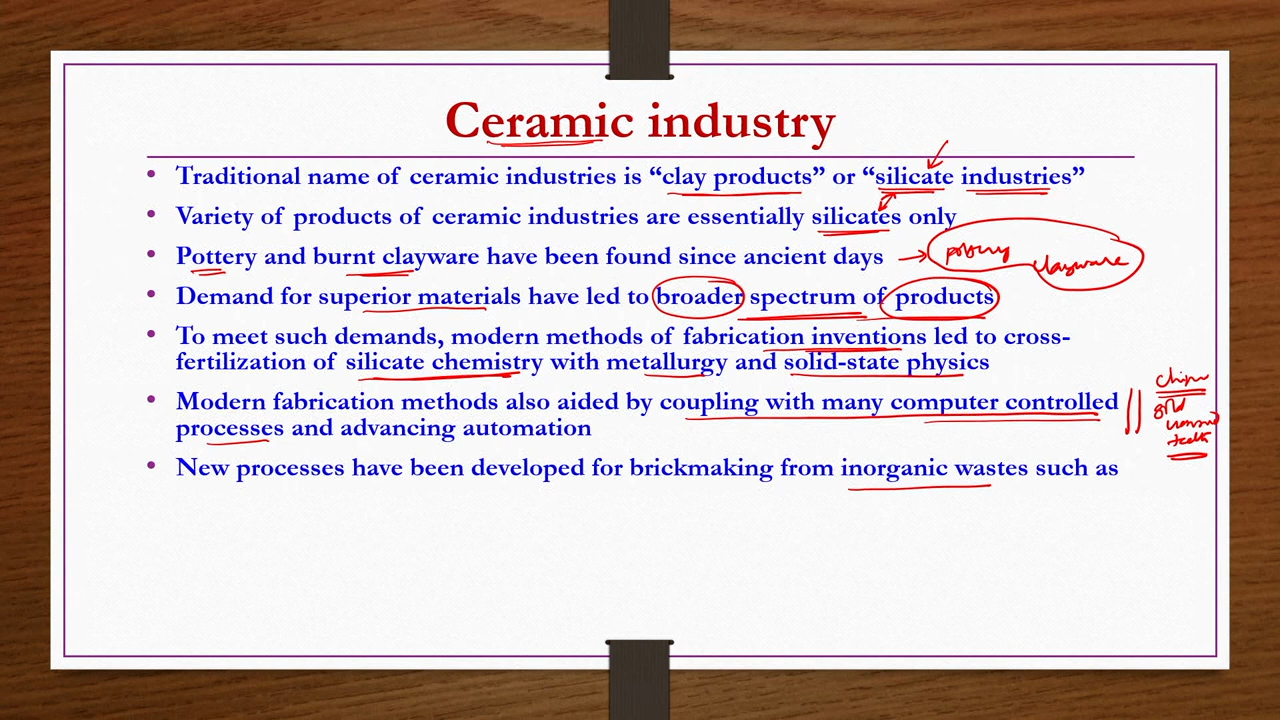 Ceramic industry
• Traditional name of ceramic industries is “clay products” or “silicate industries”
• Variety of products of ceramic industries are essentially silicates only
• Pottery and burnt clayware have been found since ancient days
pottery
clayware
• Demand for superior materials have led to broader spectrum of products
• To meet such demands, modern methods of fabrication inventions led to cross-
fertilization of silicate chemistry with metallurgy and solid-state physics
• Modern fabrication methods also aided by coupling with many computer controlled
processes and advancing automation
chips
teeth
• New processes have been developed for brickmaking from inorganic wastes such as